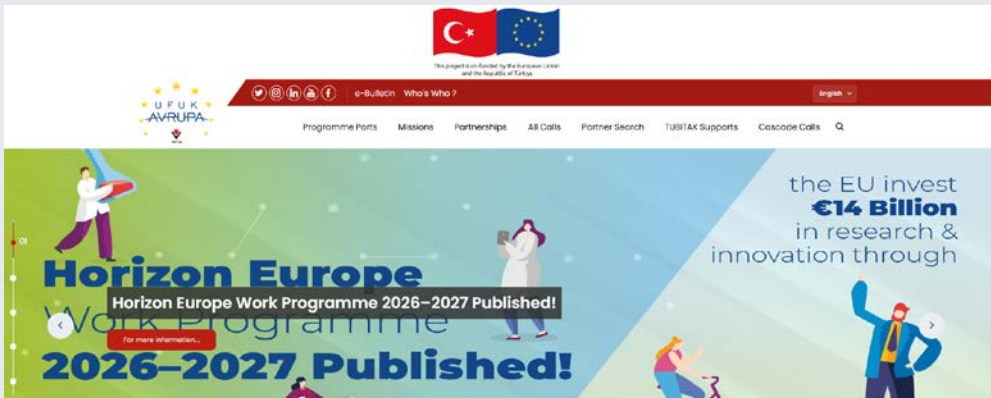 This project is co-funded by the European Union
and the Republic of Türkiye
e-Bulletin Who's Who ?
English
UFUK
AVRUPA
Programme Parts Missions Partnerships All Calls Partner Search TUBITAK Supports Cascade Calls
the EU invest
€14 Billion
in research &
innovation through
01
Horizon Europe
Horizon Europe Work Programme 2026–2027 Published!
Work Programme
For more information...
2026–2027 Published!